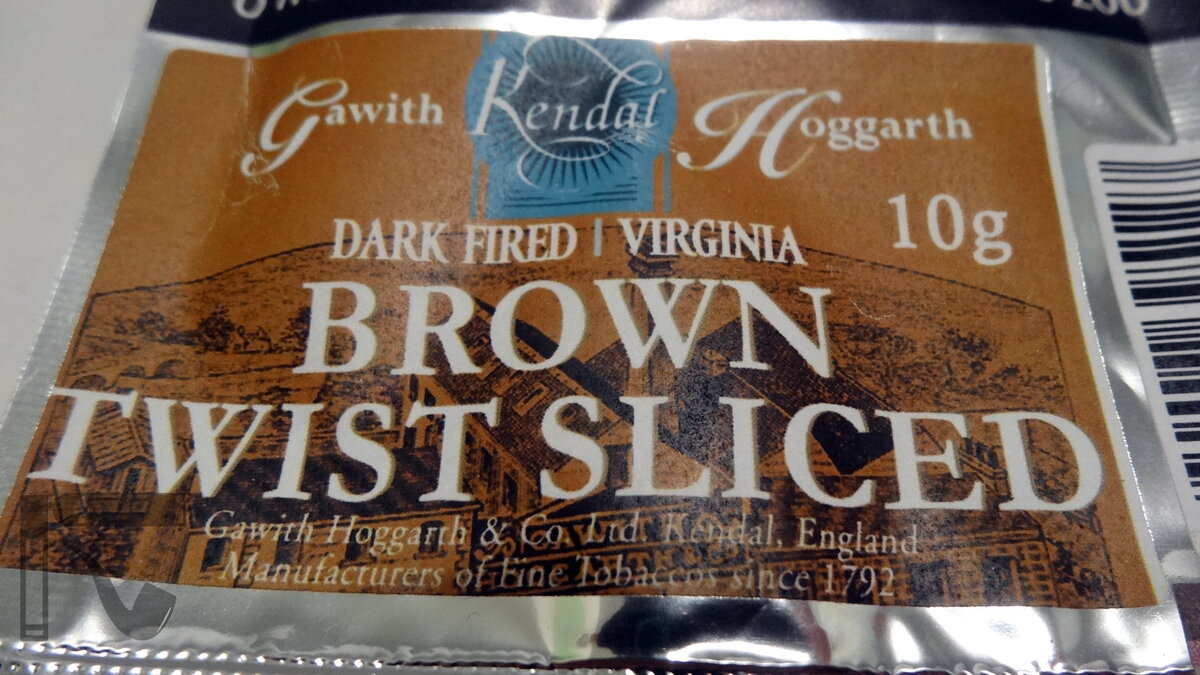 Gawith Kendal Hoggarth
10g
DARK FIRED | VIRGINIA
BROWN
TWIST SLICED
Gawith Hoggarth & Co. Ltd. Kendal, England
Manufacturers of Fine Tobaccos since 1792